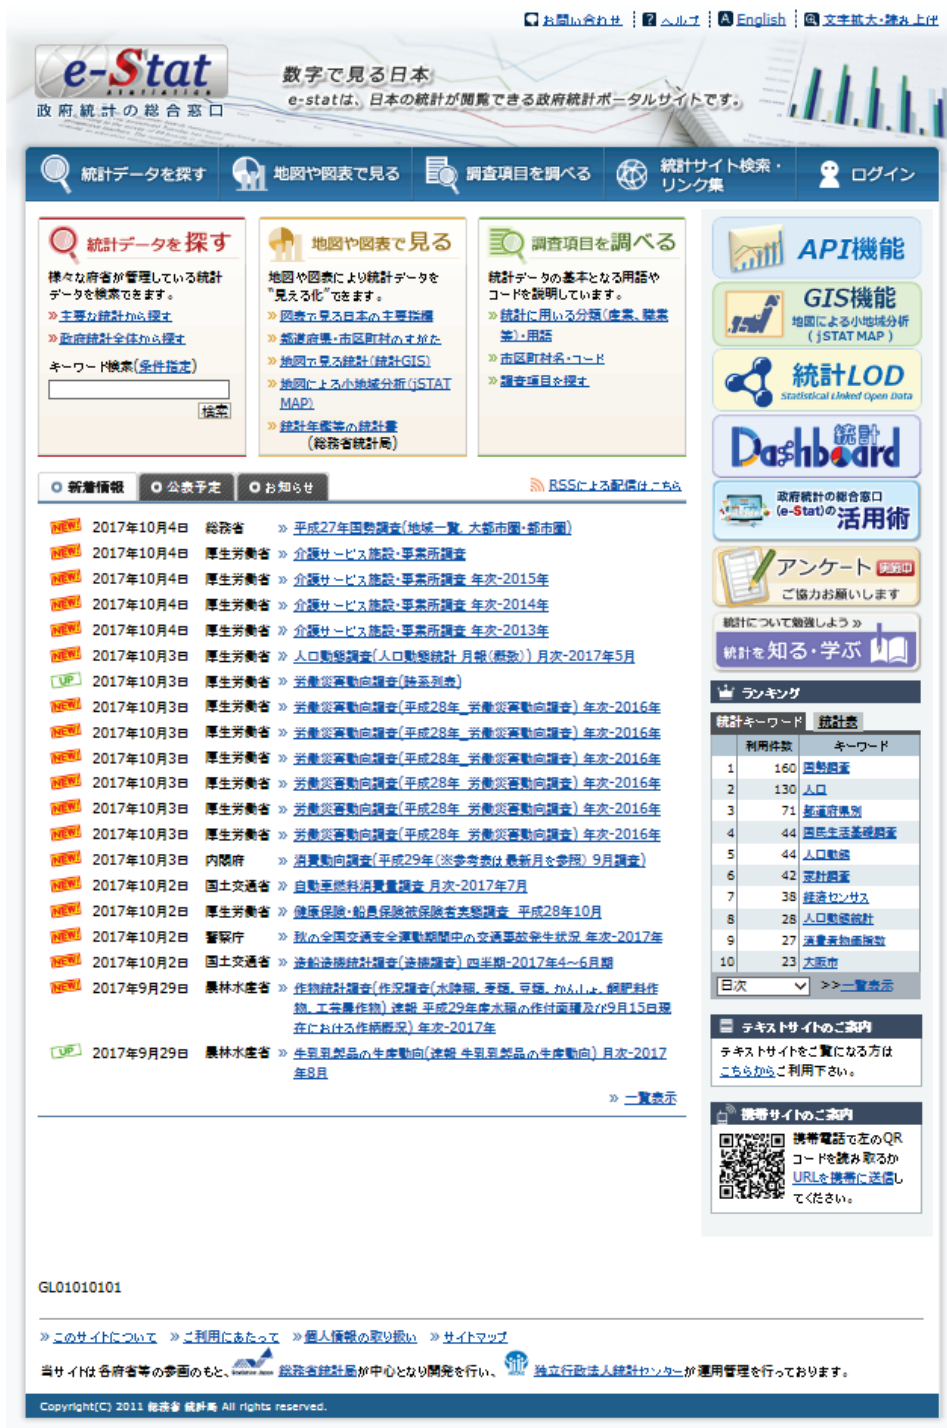 お問い合わせ ヘルプ English 文字拡大・読み上げ
e-Stat
statistics
政府統計の総合窓口
数字で見る日本
e-statは、日本の統計が閲覧できる政府統計ポータルサイトです。
統計データを探す 地図や図表で見る 調査項目を調べる 統計サイト検索・リンク集 ログイン
統計データを探す
様々な府省が管理している統計
データを検索できます。
»主要な統計から探す
»政府統計全体から探す
キーワード検索(条件指定)
検索
地図や図表で見る
地図や図表により統計データを
"見える化"できます。
»図表で見る日本の主要指標
»都道府県・市区町村のすがた
»地図で見る統計(統計GIS)
»地図による小地域分析(jSTAT
MAP)
»統計年鑑等の統計書
(総務省統計局)
調査項目を調べる
統計データの基本となる用語や
コードを説明しています。
»統計に用いる分類(産業、職業
等)・用語
»市区町村名・コード
»調査項目を探す
新着情報 公表予定 お知らせ RSSによる配信はこちら
NEW! 2017年10月4日 総務省 » 平成27年国勢調査(地域一覧、大都市圏・都市圏)
NEW! 2017年10月4日 厚生労働省 » 介護サービス施設・事業所調査
NEW! 2017年10月4日 厚生労働省 » 介護サービス施設・事業所調査 年次-2015年
NEW! 2017年10月4日 厚生労働省 » 介護サービス施設・事業所調査 年次-2014年
NEW! 2017年10月4日 厚生労働省 » 介護サービス施設・事業所調査 年次-2013年
NEW! 2017年10月3日 厚生労働省 » 人口動態調査(人口動態統計 月報(概数)) 月次-2017年5月
UP 2017年10月3日 厚生労働省 » 労働災害動向調査(時系列表)
NEW! 2017年10月3日 厚生労働省 » 労働災害動向調査(平成28年_労働災害動向調査) 年次-2016年
NEW! 2017年10月3日 厚生労働省 » 労働災害動向調査(平成28年_労働災害動向調査) 年次-2016年
NEW! 2017年10月3日 厚生労働省 » 労働災害動向調査(平成28年_労働災害動向調査) 年次-2016年
NEW! 2017年10月3日 厚生労働省 » 労働災害動向調査(平成28年_労働災害動向調査) 年次-2016年
NEW! 2017年10月3日 厚生労働省 » 労働災害動向調査(平成28年_労働災害動向調査) 年次-2016年
NEW! 2017年10月3日 厚生労働省 » 労働災害動向調査(平成28年_労働災害動向調査) 年次-2016年
NEW! 2017年10月3日 内閣府 » 消費動向調査(平成29年(※参考表は最新月を参照) 9月調査)
NEW! 2017年10月2日 国土交通省 » 自動車燃料消費量調査 月次-2017年7月
NEW! 2017年10月2日 厚生労働省 » 健康保険・船員保険被保険者実態調査 平成28年10月
NEW! 2017年10月2日 警察庁 » 秋の全国交通安全運動期間中の交通事故発生状況 年次-2017年
NEW! 2017年10月2日 国土交通省 » 造船造機統計調査(造機調査) 四半期-2017年4～6月期
NEW! 2017年9月29日 農林水産省 » 作物統計調査(作況調査(水陸稲、麦類、豆類、かんしょ、飼肥料作
物、工芸農作物) 速報 平成29年産水稲の作付面積及び9月15日現
在における作柄概況) 年次-2017年
UP 2017年9月29日 農林水産省 » 牛乳乳製品の生産動向(速報 牛乳乳製品の生産動向) 月次-2017
年8月
» 一覧表示
API機能
GIS機能
地図による小地域分析
(jSTAT MAP)
統計LOD
Statistical Linked Open Data
統計
Dashboard
政府統計の総合窓口
(e-Stat)の活用術
アンケート 実施中
ご協力お願いします
統計について勉強しよう »
統計を知る・学ぶ
ランキング
統計キーワード 統計表
利用件数 キーワード
1 160 国勢調査
2 130 人口
3 71 都道府県別
4 44 国民生活基礎調査
5 44 人口動態
6 42 家計調査
7 38 経済センサス
8 28 人口動態統計
9 27 消費者物価指数
10 23 大阪市
日次 >>一覧表示
テキストサイトのご案内
テキストサイトをご覧になる方は
こちらからご利用下さい。
携帯サイトのご案内
携帯電話で左のQR
コードを読み取るか
URLを携帯に送信し
てください。
GL01010101
»このサイトについて »ご利用にあたって »個人情報の取り扱い »サイトマップ
当サイトは各府省等の参画のもと、 総務省統計局が中心となり開発を行い、 独立行政法人統計センターが運用管理を行っております。
Copyright(C) 2011 総務省 統計局 All rights reserved.